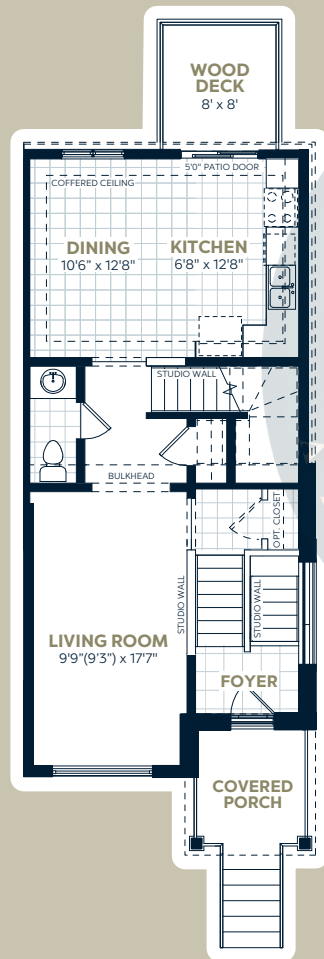 WOOD
DECK
8' x 8'
5'0" PATIO DOOR
COFFERED CEILING
DINING
10'6” x 12'8"
KITCHEN
6'8” x 12'8"
STUDIO WALL
BULKHEAD
OPT. CLOSET
STUDIO WALL
STUDIO WALL
LIVING ROOM
9'9”(9'3”) x 17'7"
FOYER
COVERED
PORCH